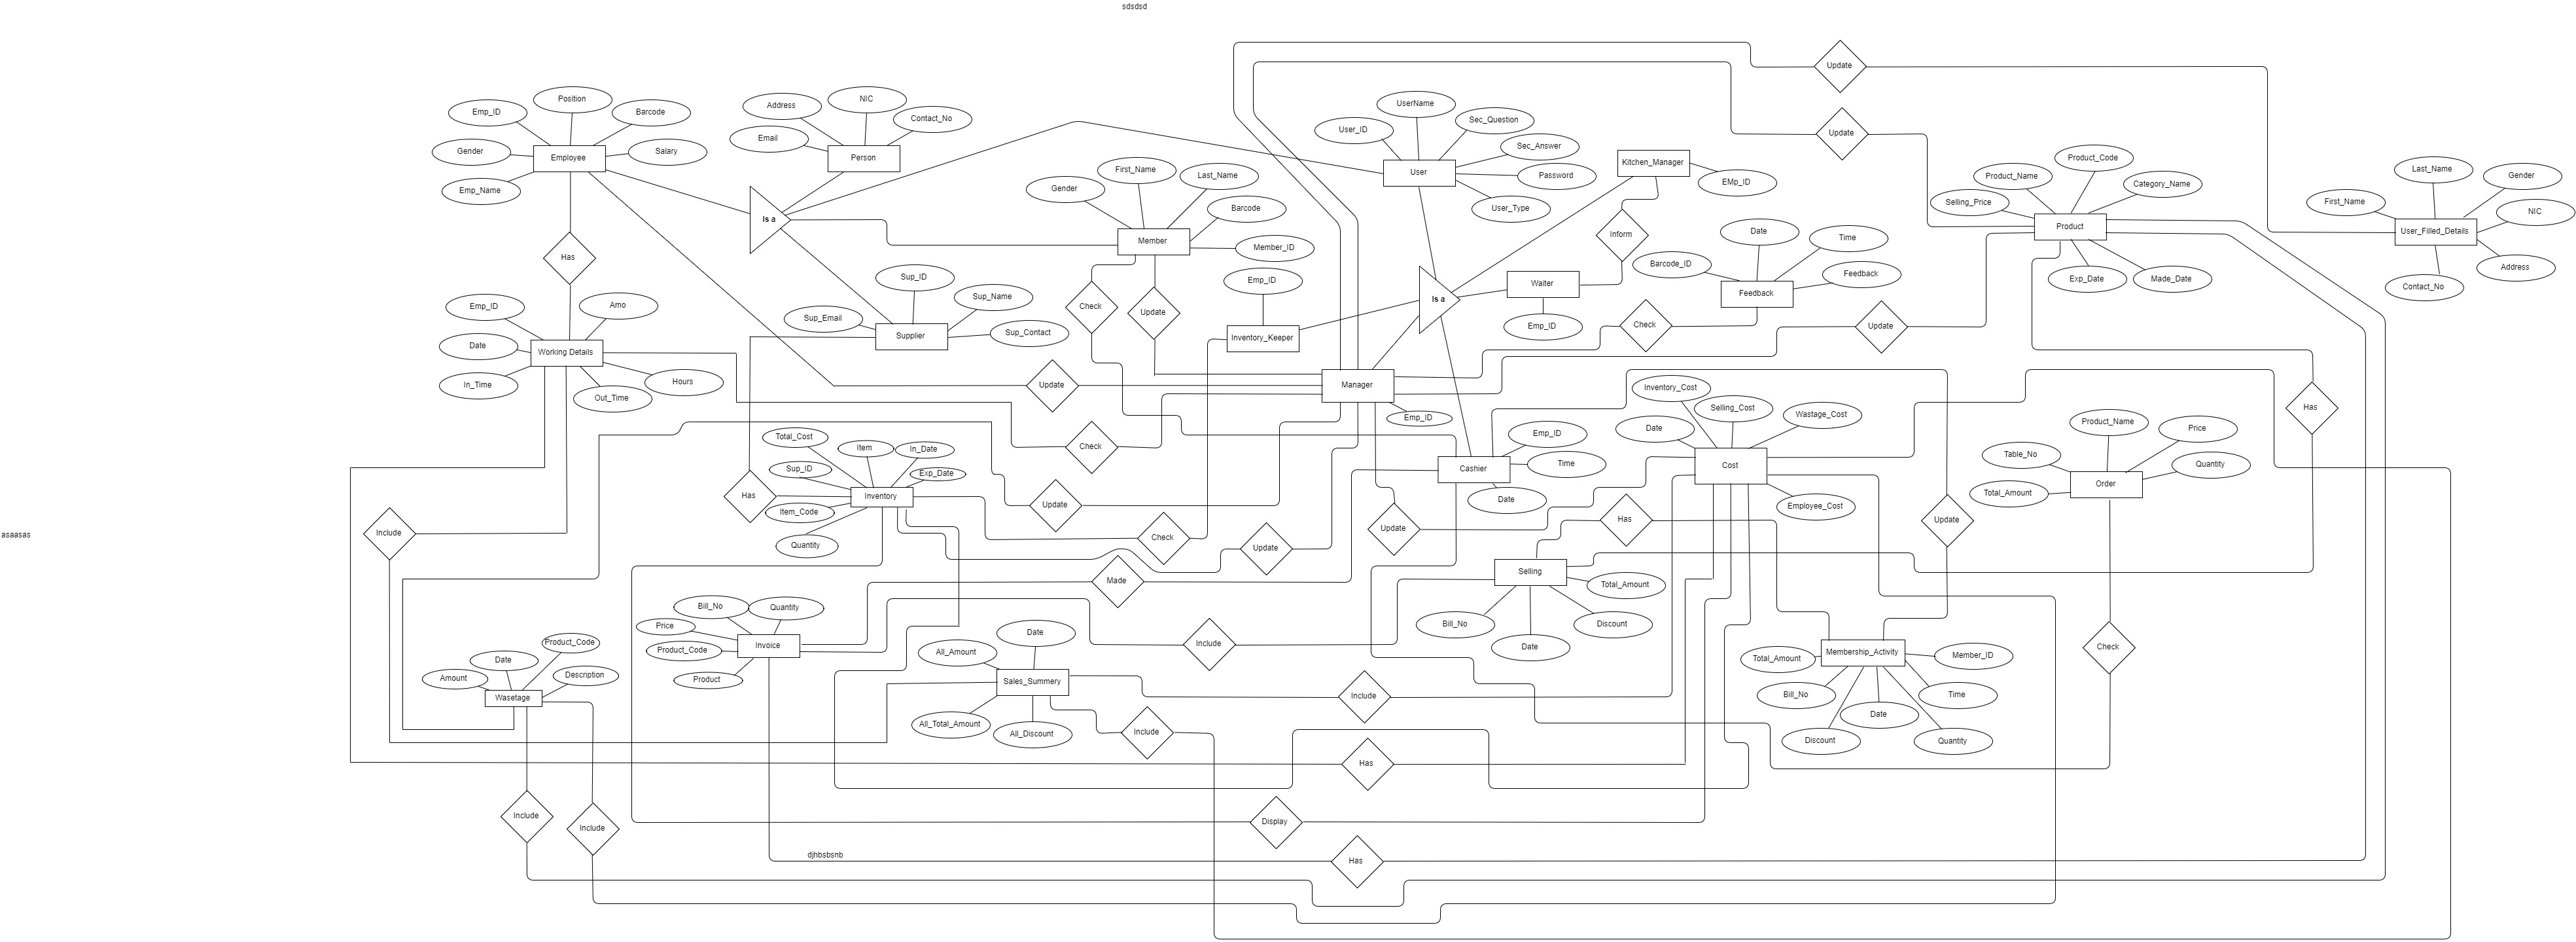 sdsdsd
Update
Position
Emp_ID
Barcode
Gender
Employee
Salary
Emp_Name
Address
NIC
Contact_No
Email
Person
UserName
User_ID
Sec_Question
Sec_Answer
User
Password
User_Type
Kitchen_Manager
EMp_ID
Update
Product_Code
Product_Name
Category_Name
Selling_Price
Product
Exp_Date
Made_Date
Last_Name
Gender
First_Name
NIC
User_Filled_Details
Address
Contact_No
Is a
First_Name
Last_Name
Gender
Barcode
Member
Member_ID
Inform
Date
Time
Barcode_ID
Feedback
Feedback
Has
Sup_ID
Sup_Name
Sup_Email
Supplier
Sup_Contact
Check
Update
Emp_ID
Inventory_Keeper
Is a
Waiter
Emp_ID
Check
Update
Emp_ID
Amo
Date
Working Details
In_Time
Hours
Out_Time
Update
Manager
Emp_ID
Inventory_Cost
Selling_Cost
Wastage_Cost
Date
Cost
Employee_Cost
Has
Product_Name
Price
Table_No
Quantity
Order
Total_Amount
Check
Total_Cost
Item
In_Date
Sup_ID
Exp_Date
Has
Inventory
Item_Code
Quantity
Update
Check
Update
Emp_ID
Cashier
Time
Date
Update
Has
Update
asaasas
Include
Made
Selling
Total_Amount
Bill_No
Discount
Date
Bill_No
Quantity
Price
Invoice
Product_Code
Product
Include
Date
All_Amount
Sales_Summery
All_Total_Amount
All_Discount
Include
Include
Total_Amount
Membership_Activity
Member_ID
Bill_No
Time
Date
Discount
Quantity
Check
Product_Code
Date
Description
Amount
Wasetage
Has
Include
Include
Display
djhbsbsnb
Has